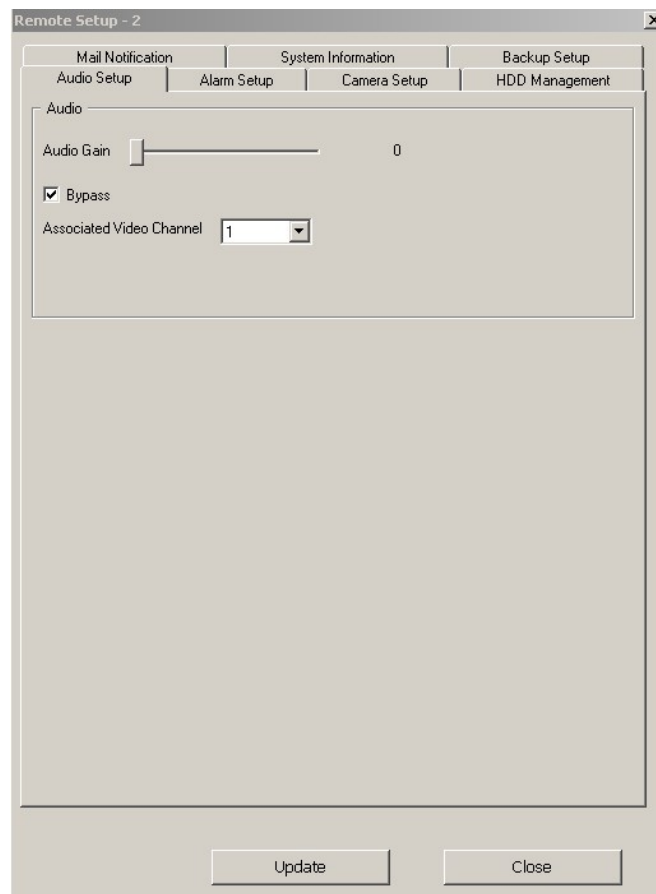 Remote Setup - 2
Mail Notification System Information Backup Setup
Audio Setup Alarm Setup Camera Setup HDD Management
Audio
Audio Gain 0
Bypass
Associated Video Channel 1
Update Close